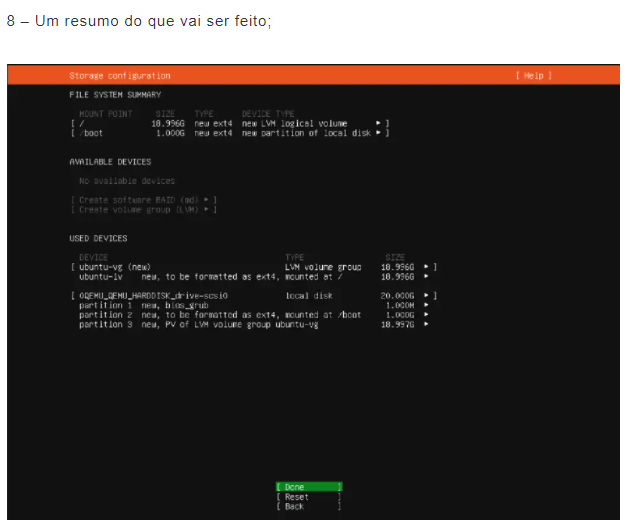 8 – Um resumo do que vai ser feito;
Storage configuration [ Help ]
FILE SYSTEM SUMMARY
MOUNT POINT SIZE TYPE DEVICE TYPE
[ / 18.996G new ext4 new LVM logical volume ▸ ]
[ /boot 1.000G new ext4 new partition of local disk ▸ ]
AVAILABLE DEVICES
No available devices
[ Create software RAID (md) ▸ ]
[ Create volume group (LVM) ▸ ]
USED DEVICES
DEVICE TYPE SIZE
[ ubuntu-vg (new) LVM volume group 18.996G ▸ ]
ubuntu-lv new, to be formatted as ext4, mounted at / 18.996G ▸
[ 0QEMU_QEMU_HARDDISK_drive-scsi0 local disk 20.000G ▸ ]
partition 1 new, bios_grub 1.000M ▸
partition 2 new, to be formatted as ext4, mounted at /boot 1.000G ▸
partition 3 new, PV of LVM volume group ubuntu-vg 18.997G ▸
[ Done ]
[ Reset ]
[ Back ]